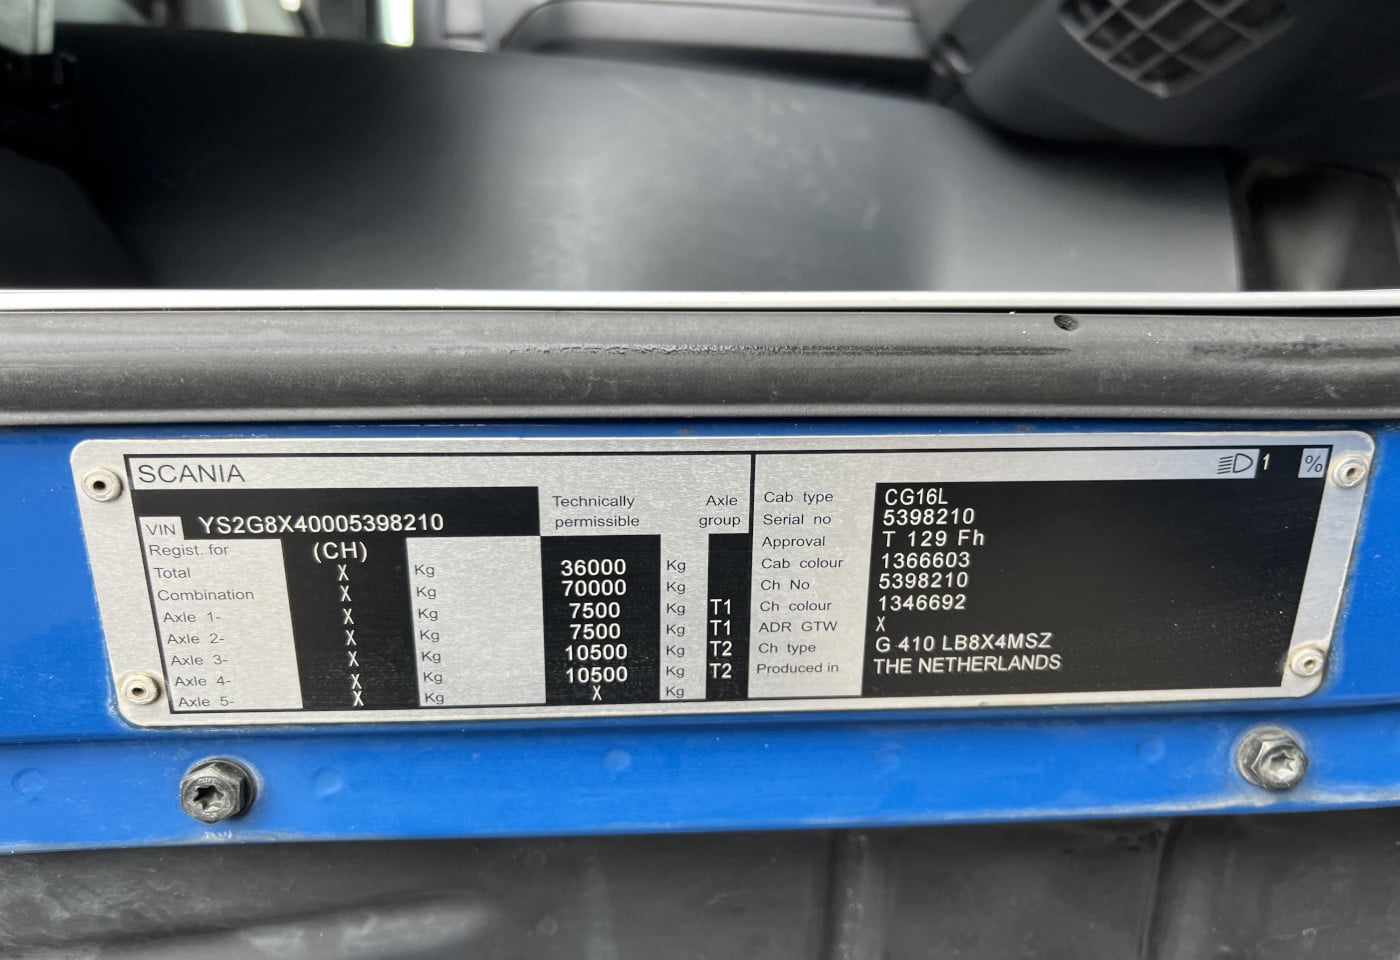 SCANIA
1 %
VIN YS2G8X40005398210
Technically permissible
Axle group
Regist. for (CH)
Total X Kg 36000 Kg
Combination X Kg 70000 Kg
Axle 1- X Kg 7500 Kg T1
Axle 2- X Kg 7500 Kg T1
Axle 3- X Kg 10500 Kg T2
Axle 4- X Kg 10500 Kg T2
Axle 5- X Kg X Kg
Cab type CG16L
Serial no 5398210
Approval T 129 Fh
Cab colour 1366603
Ch No 5398210
Ch colour 1346692
ADR GTW X
Ch type G 410 LB8X4MSZ
Produced in THE NETHERLANDS